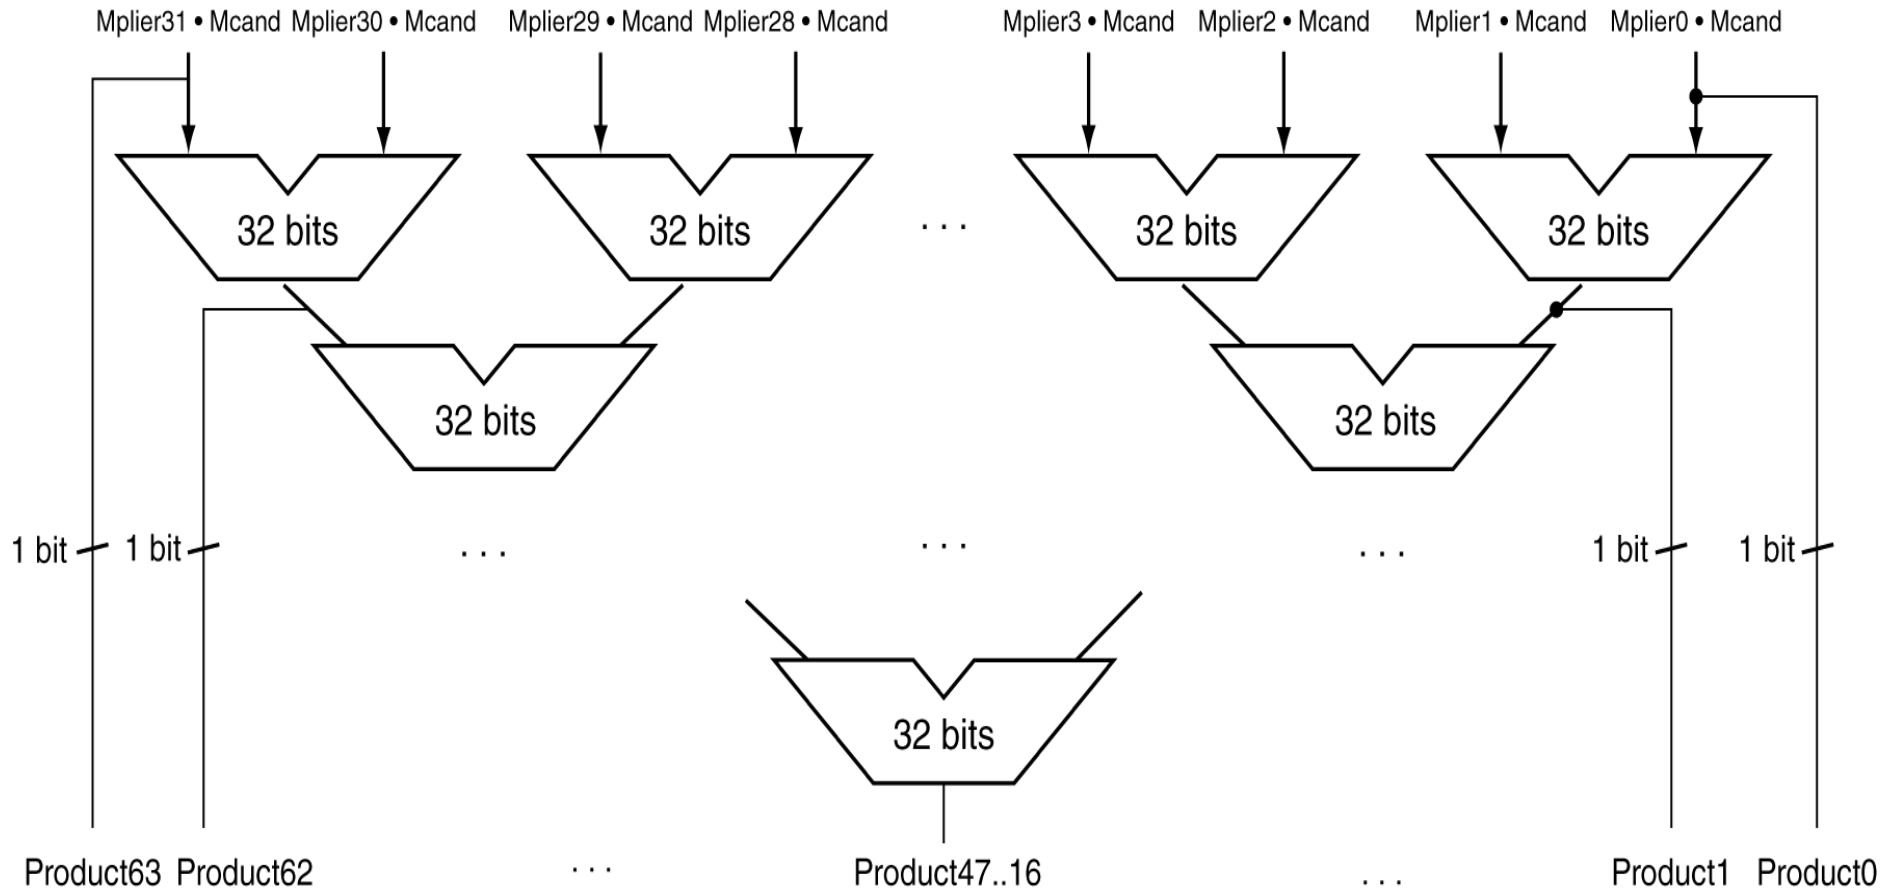 Mplier31 • Mcand Mplier30 • Mcand Mplier29 • Mcand Mplier28 • Mcand Mplier3 • Mcand Mplier2 • Mcand Mplier1 • Mcand Mplier0 • Mcand
32 bits 32 bits . . . 32 bits 32 bits
32 bits 32 bits
1 bit 1 bit . . . . . . . . . 1 bit 1 bit
32 bits
Product63 Product62 . . . Product47..16 . . . Product1 Product0